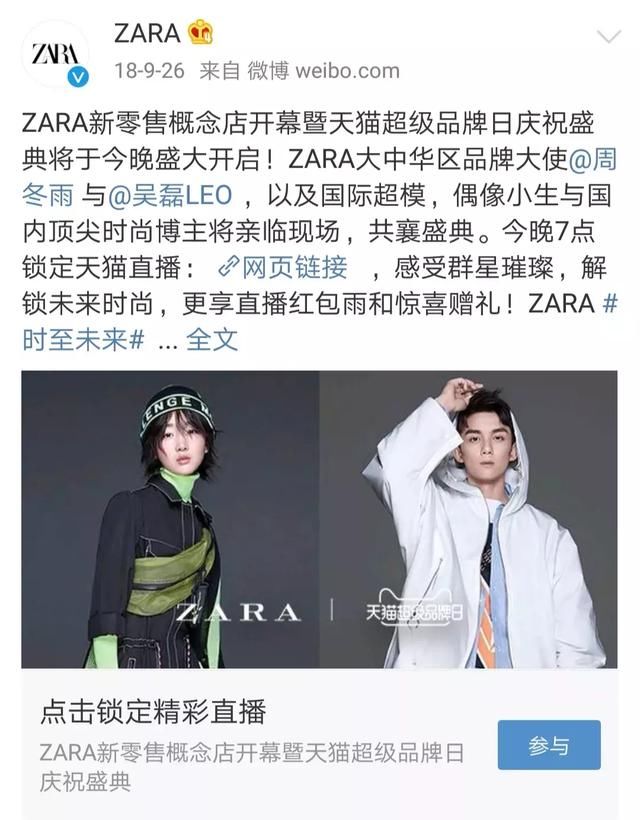 ZARA
ZARA
18-9-26 来自 微博 weibo.com
ZARA新零售概念店开幕暨天猫超级品牌日庆祝盛
典将于今晚盛大开启！ZARA大中华区品牌大使@周
冬雨 与@吴磊LEO ，以及国际超模，偶像小生与国
内顶尖时尚博主将亲临现场，共襄盛典。今晚7点
锁定天猫直播： 网页链接 ，感受群星璀璨，解
锁未来时尚，更享直播红包雨和惊喜赠礼！ZARA #
时至未来# ... 全文
LENGE
ZARA | 天猫超级品牌日
点击锁定精彩直播
ZARA新零售概念店开幕暨天猫超级品牌日
庆祝盛典
参与